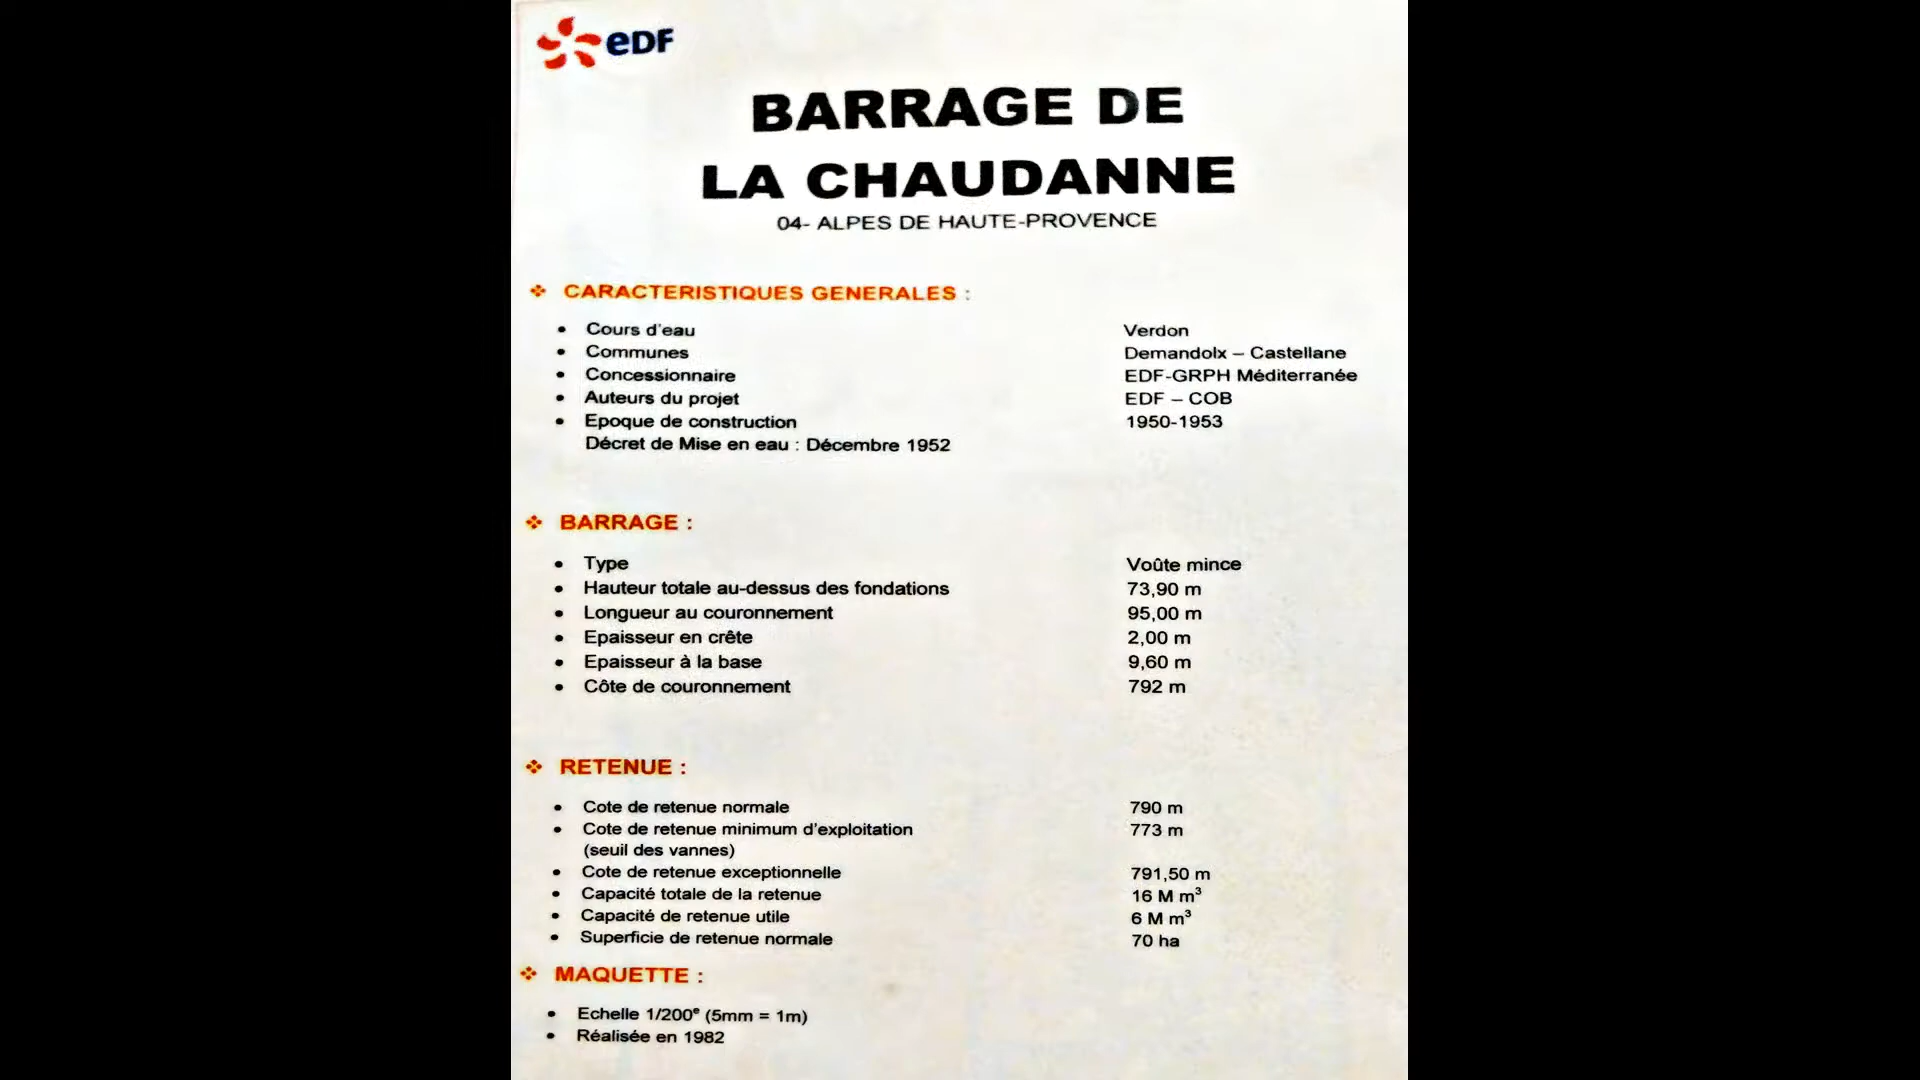 eDF
BARRAGE DE
LA CHAUDANNE
04- ALPES DE HAUTE-PROVENCE
❖ CARACTERISTIQUES GENERALES :
• Cours d'eau Verdon
• Communes Demandolx – Castellane
• Concessionnaire EDF-GRPH Méditerranée
• Auteurs du projet EDF – COB
• Epoque de construction 1950-1953
Décret de Mise en eau : Décembre 1952
❖ BARRAGE :
• Type Voûte mince
• Hauteur totale au-dessus des fondations 73,90 m
• Longueur au couronnement 95,00 m
• Epaisseur en crête 2,00 m
• Epaisseur à la base 9,60 m
• Côte de couronnement 792 m
❖ RETENUE :
• Cote de retenue normale 790 m
• Cote de retenue minimum d'exploitation 773 m
(seuil des vannes)
• Cote de retenue exceptionnelle 791,50 m
• Capacité totale de la retenue 16 M m³
• Capacité de retenue utile 6 M m³
• Superficie de retenue normale 70 ha
❖ MAQUETTE :
• Echelle 1/200ᵉ (5mm = 1m)
• Réalisée en 1982